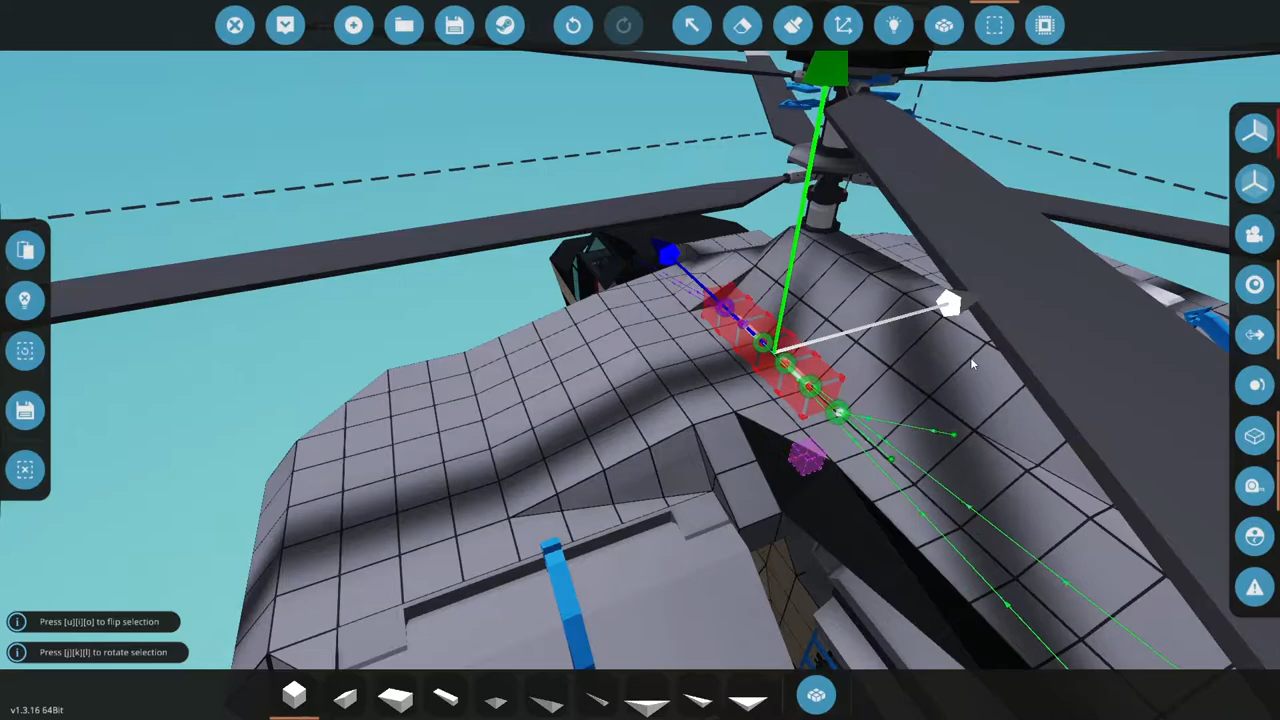 Press [u][i][o] to flip selection
Press [j][k][l] to rotate selection
v1.3.16 64Bit